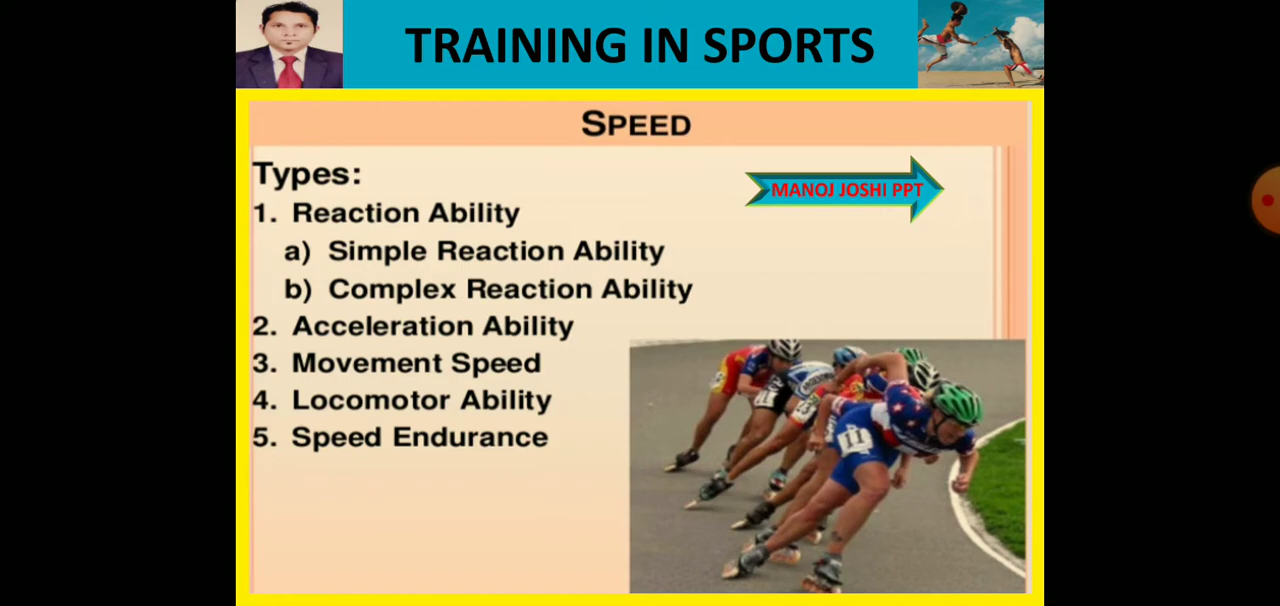 TRAINING IN SPORTS
SPEED
Types:
MANOJ JOSHI PPT
1. Reaction Ability
a) Simple Reaction Ability
b) Complex Reaction Ability
2. Acceleration Ability
3. Movement Speed
4. Locomotor Ability
5. Speed Endurance
11